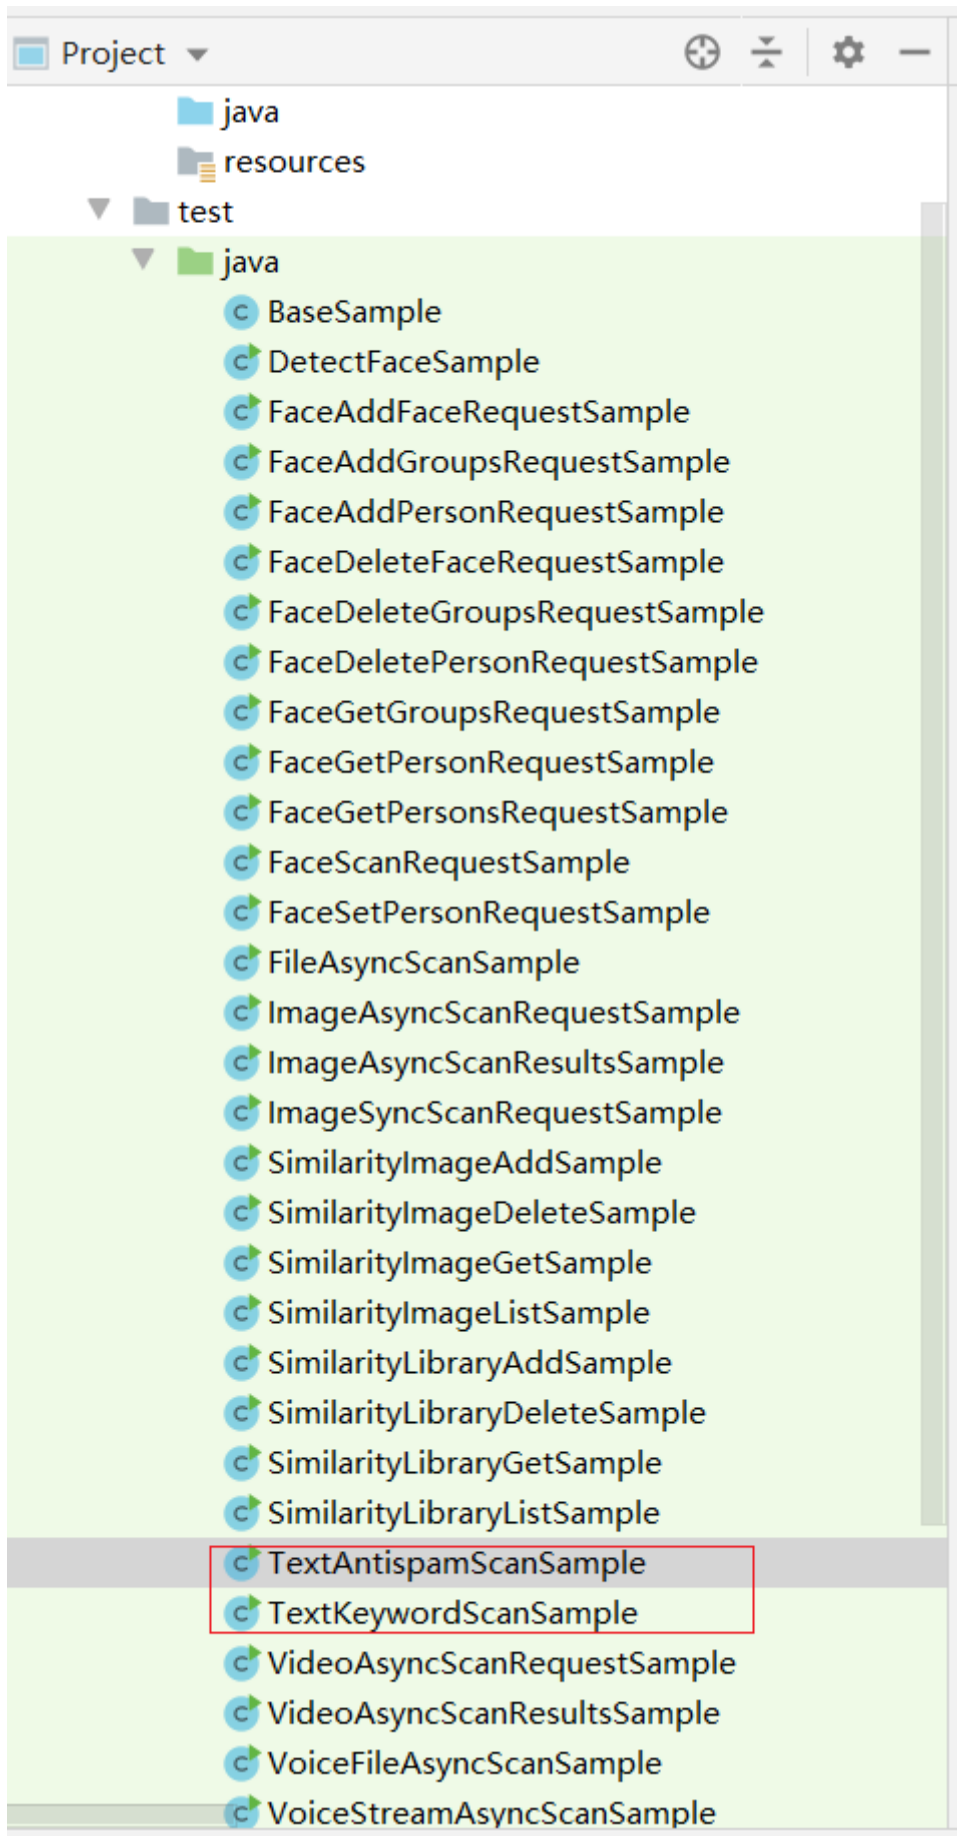 Project
java
resources
test
java
BaseSample
DetectFaceSample
FaceAddFaceRequestSample
FaceAddGroupsRequestSample
FaceAddPersonRequestSample
FaceDeleteFaceRequestSample
FaceDeleteGroupsRequestSample
FaceDeletePersonRequestSample
FaceGetGroupsRequestSample
FaceGetPersonRequestSample
FaceGetPersonsRequestSample
FaceScanRequestSample
FaceSetPersonRequestSample
FileAsyncScanSample
ImageAsyncScanRequestSample
ImageAsyncScanResultsSample
ImageSyncScanRequestSample
SimilarityImageAddSample
SimilarityImageDeleteSample
SimilarityImageGetSample
SimilarityImageListSample
SimilarityLibraryAddSample
SimilarityLibraryDeleteSample
SimilarityLibraryGetSample
SimilarityLibraryListSample
TextAntispamScanSample
TextKeywordScanSample
VideoAsyncScanRequestSample
VideoAsyncScanResultsSample
VoiceFileAsyncScanSample
VoiceStreamAsyncScanSample